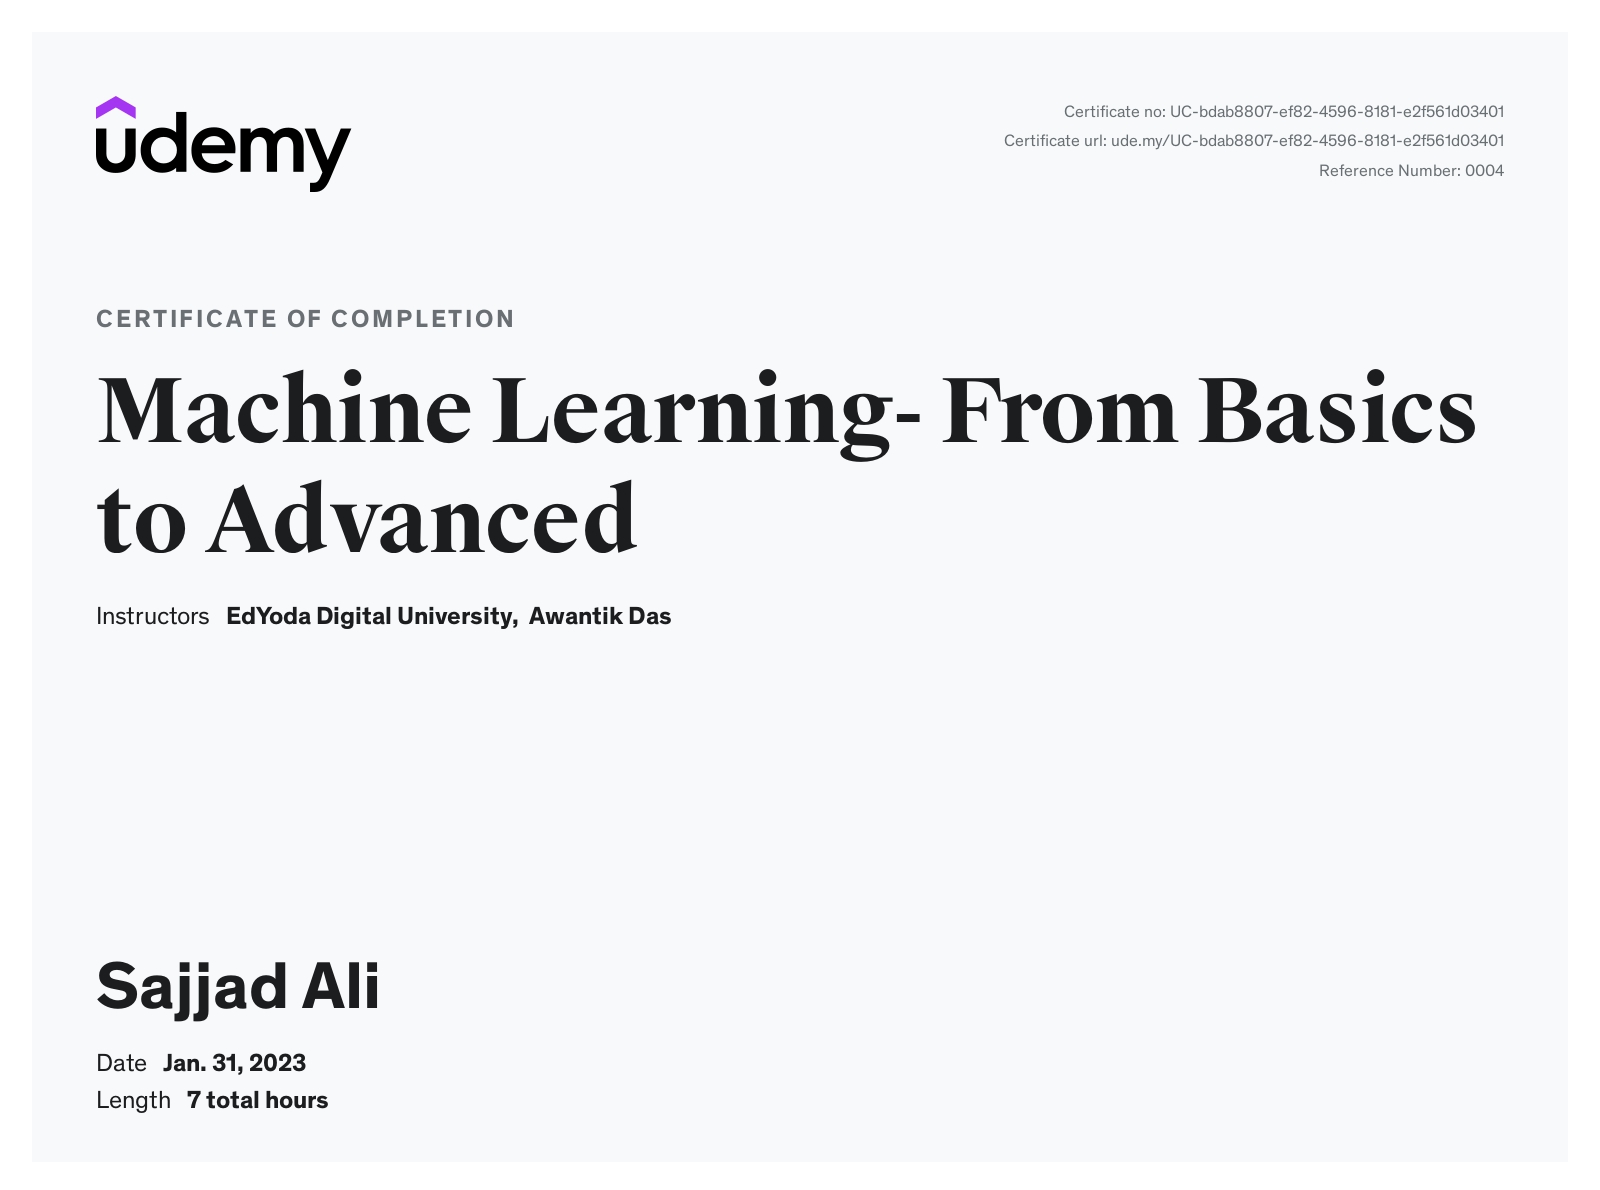 udemy
Certificate no: UC-bdab8807-ef82-4596-8181-e2f561d03401
Certificate url: ude.my/UC-bdab8807-ef82-4596-8181-e2f561d03401
Reference Number: 0004
CERTIFICATE OF COMPLETION
Machine Learning- From Basics
to Advanced
Instructors EdYoda Digital University, Awantik Das
Sajjad Ali
Date Jan. 31, 2023
Length 7 total hours